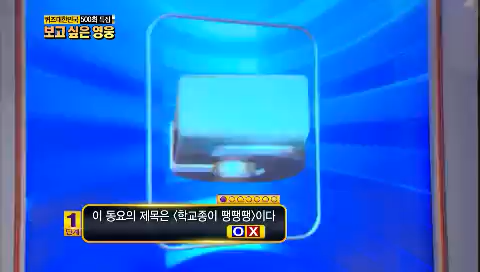 퀴즈대한민국 500회 특집
보고 싶은 영웅
1
단계
이 동요의 제목은 〈학교종이 땡땡땡〉이다
O X